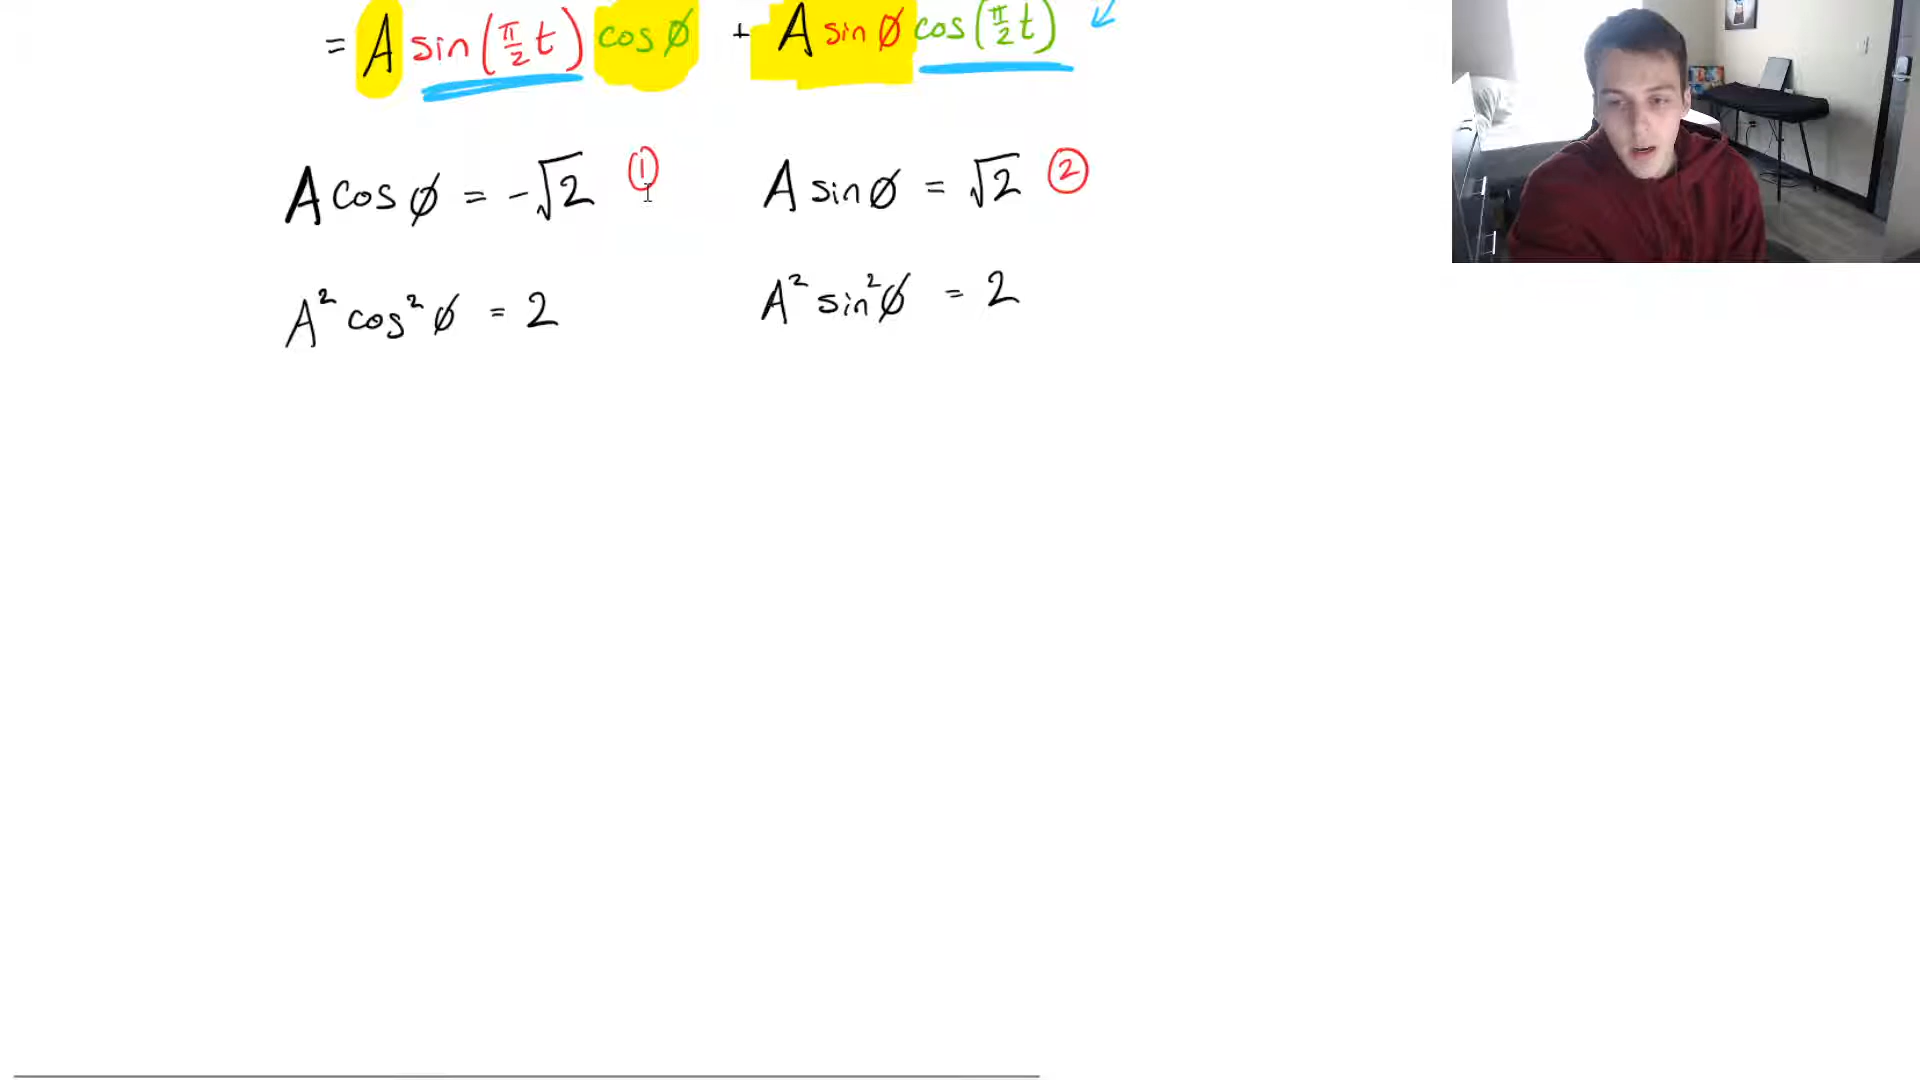 = A sin(π/2 t) cos ø + A sin ø cos(π/2 t)
A cos ø = -√2 ① A sin ø = √2 ②
A² cos² ø = 2 A² sin² ø = 2